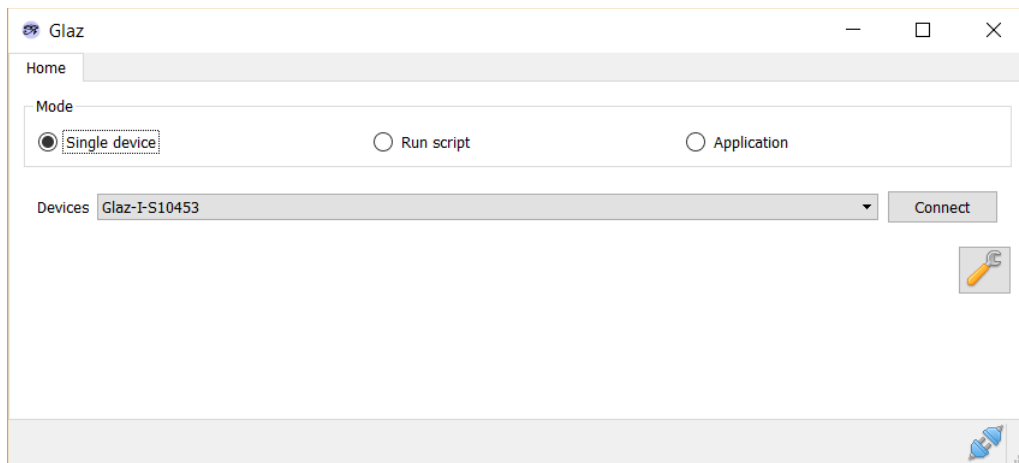 Glaz
Home
Mode
Single device Run script Application
Devices Glaz-I-S10453 Connect